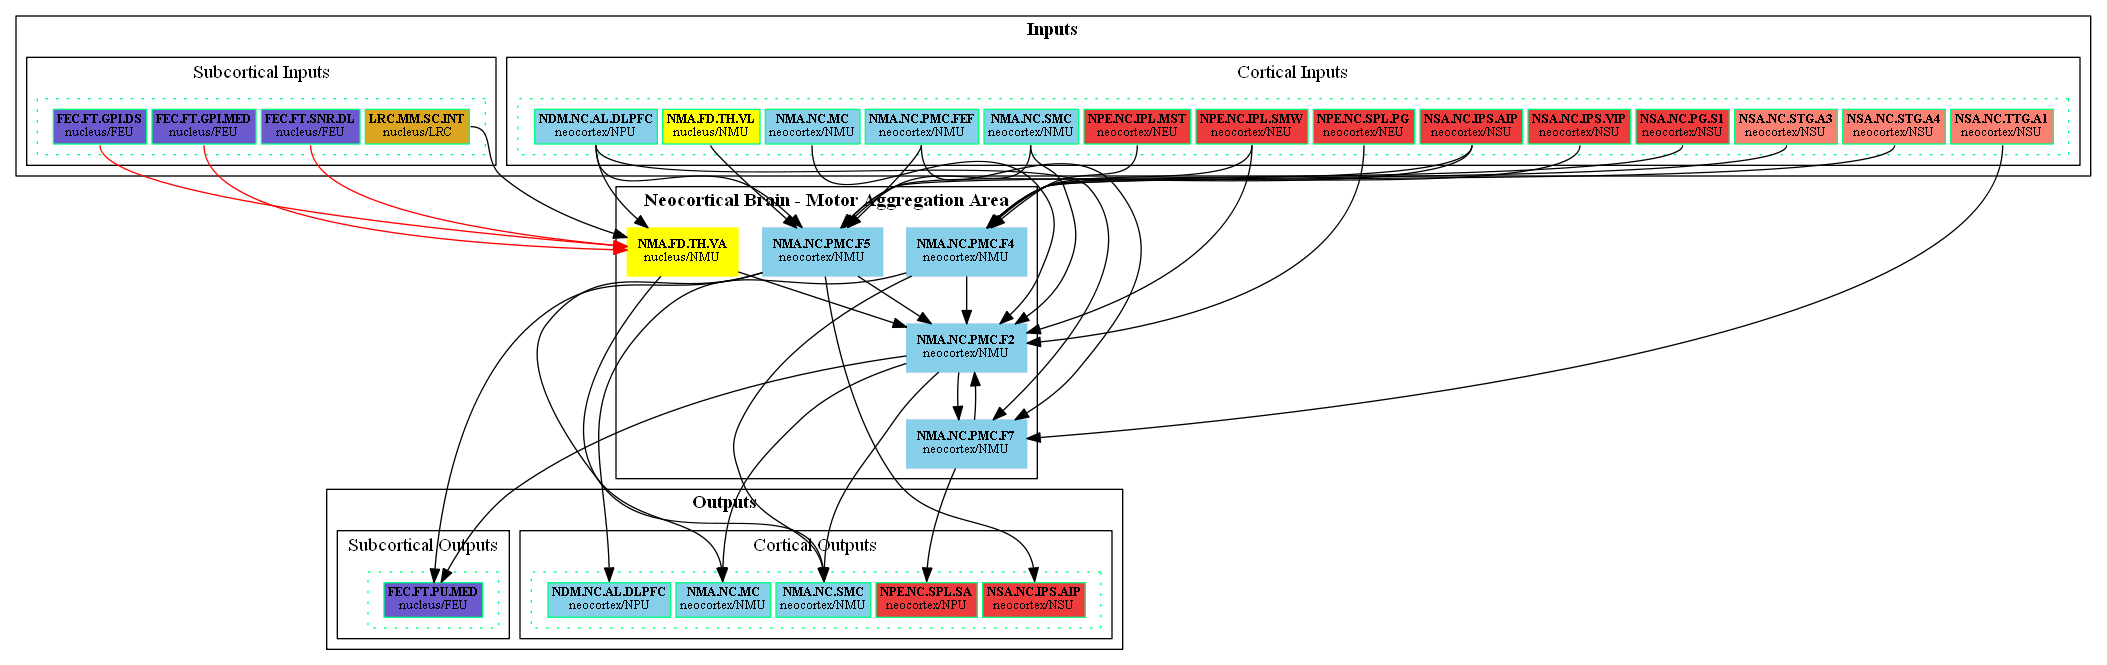 Inputs
Subcortical Inputs
Cortical Inputs
FEC.FT.GPI.DS
nucleus/FEU
FEC.FT.GPI.MED
nucleus/FEU
FEC.FT.SNR.DL
nucleus/FEU
LRC.MM.SC.INT
nucleus/LRC
NDM.NC.AL.DLPFC
neocortex/NPU
NMA.FD.TH.VL
nucleus/NMU
NMA.NC.MC
neocortex/NMU
NMA.NC.PMC.FEF
neocortex/NMU
NMA.NC.SMC
neocortex/NMU
NPE.NC.IPL.MST
neocortex/NEU
NPE.NC.IPL.SMW
neocortex/NEU
NPE.NC.SPL.PG
neocortex/NEU
NSA.NC.IPS.AIP
neocortex/NSU
NSA.NC.IPS.VIP
neocortex/NSU
NSA.NC.PG.S1
neocortex/NSU
NSA.NC.STG.A3
neocortex/NSU
NSA.NC.STG.A4
neocortex/NSU
NSA.NC.TTG.A1
neocortex/NSU
Neocortical Brain - Motor Aggregation Area
NMA.FD.TH.VA
nucleus/NMU
NMA.NC.PMC.F5
neocortex/NMU
NMA.NC.PMC.F4
neocortex/NMU
NMA.NC.PMC.F2
neocortex/NMU
NMA.NC.PMC.F7
neocortex/NMU
Outputs
Subcortical Outputs
Cortical Outputs
FEC.FT.PU.MED
nucleus/FEU
NDM.NC.AL.DLPFC
neocortex/NPU
NMA.NC.MC
neocortex/NMU
NMA.NC.SMC
neocortex/NMU
NPE.NC.SPL.SA
neocortex/NPU
NSA.NC.IPS.AIP
neocortex/NSU